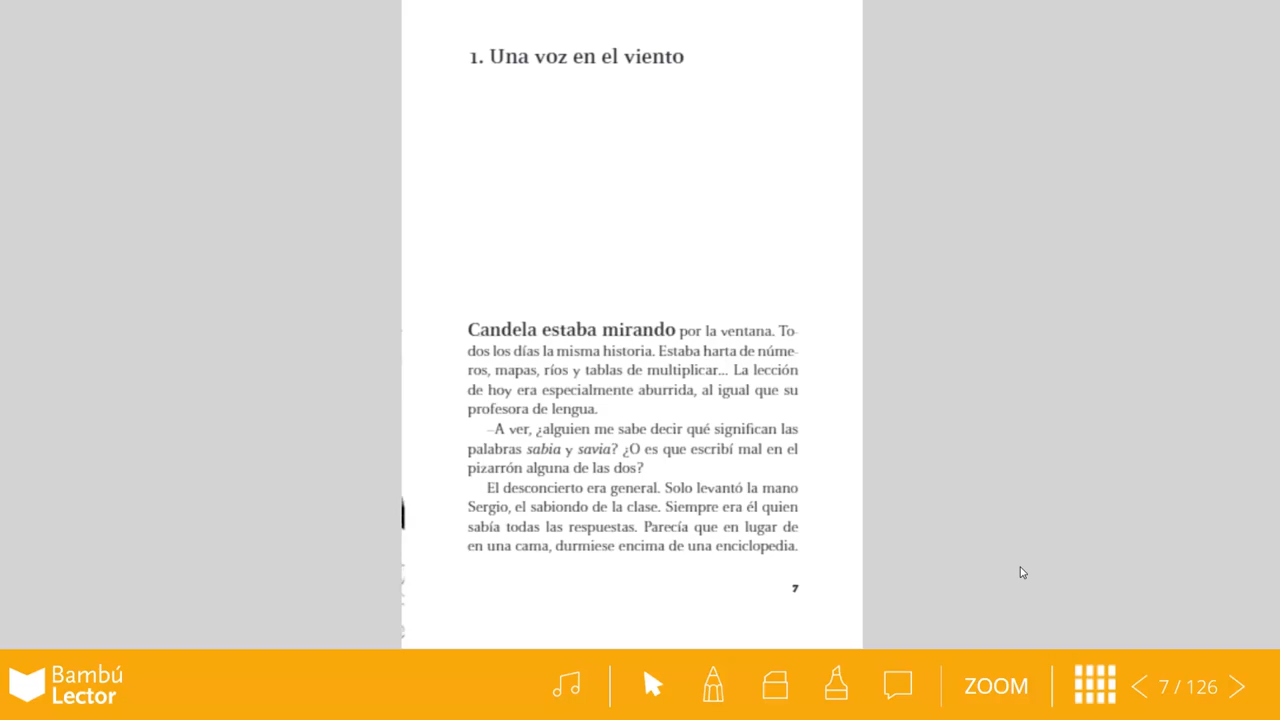 1. Una voz en el viento
Candela estaba mirando por la ventana. To-
dos los días la misma historia. Estaba harta de núme-
ros, mapas, ríos y tablas de multiplicar... La lección
de hoy era especialmente aburrida, al igual que su
profesora de lengua.
–A ver, ¿alguien me sabe decir qué significan las
palabras sabia y savia? ¿O es que escribí mal en el
pizarrón alguna de las dos?
El desconcierto era general. Solo levantó la mano
Sergio, el sabiondo de la clase. Siempre era él quien
sabía todas las respuestas. Parecía que en lugar de
en una cama, durmiese encima de una enciclopedia.
7
Bambú
Lector
ZOOM
7 / 126